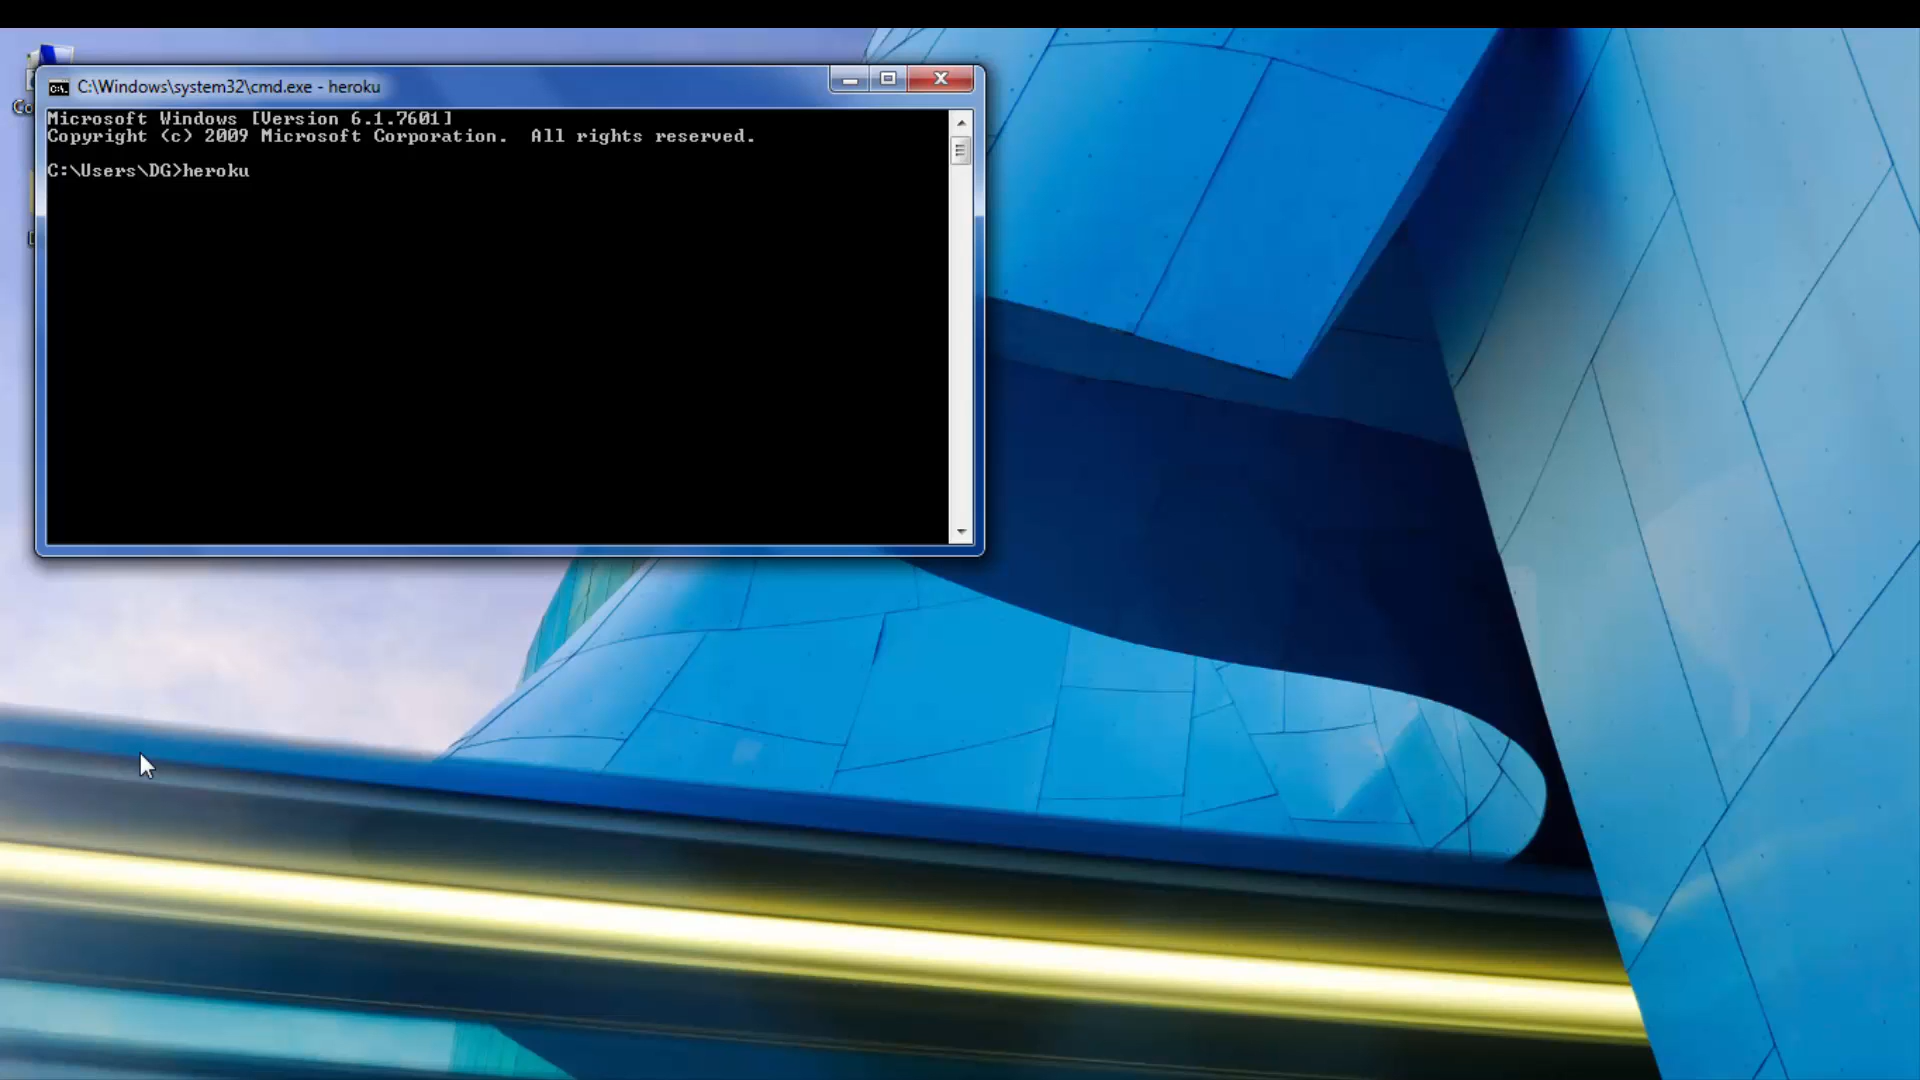 C:\Windows\system32\cmd.exe - heroku
Microsoft Windows [Version 6.1.7601]
Copyright (c) 2009 Microsoft Corporation.  All rights reserved.
C:\Users\DG>heroku